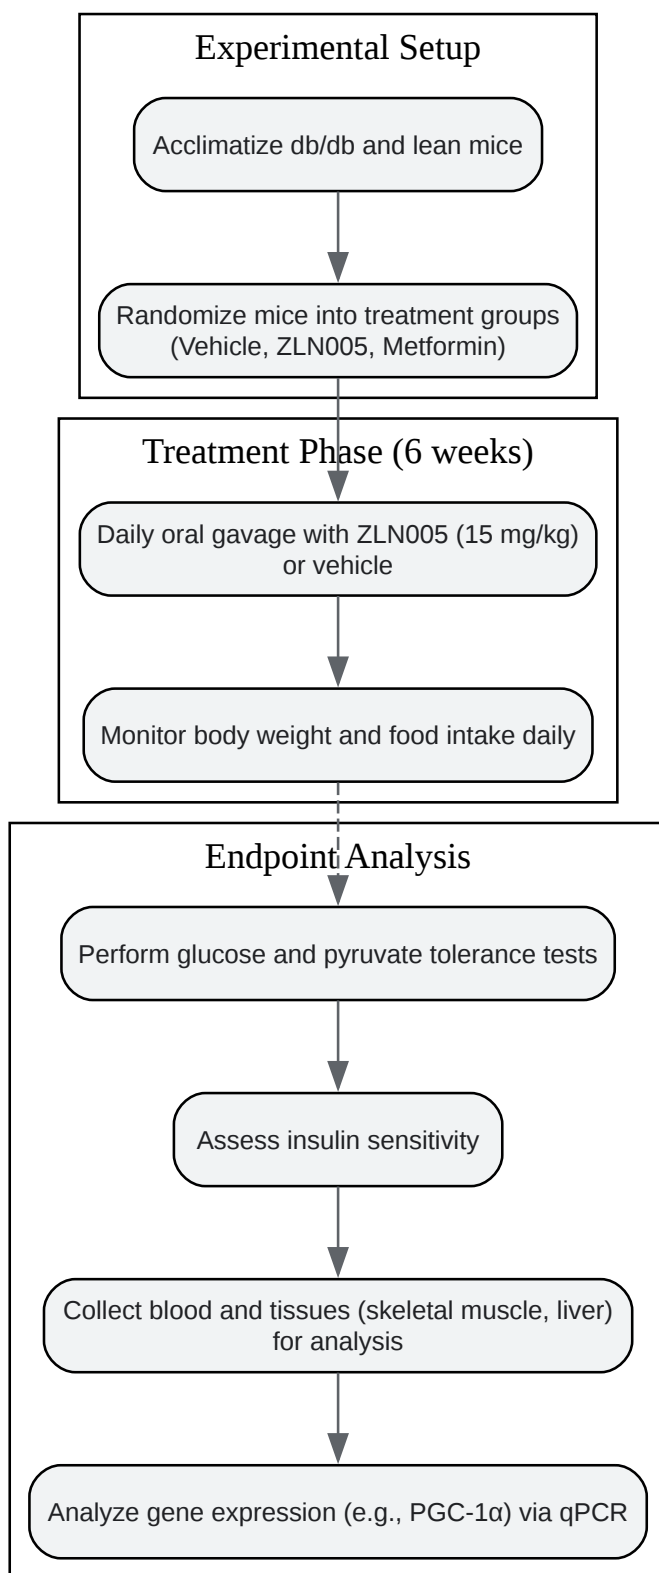 Experimental Setup
Acclimatize db/db and lean mice
Randomize mice into treatment groups
(Vehicle, ZLN005, Metformin)
Treatment Phase (6 weeks)
Daily oral gavage with ZLN005 (15 mg/kg)
or vehicle
Monitor body weight and food intake daily
Endpoint Analysis
Perform glucose and pyruvate tolerance tests
Assess insulin sensitivity
Collect blood and tissues (skeletal muscle, liver)
for analysis
Analyze gene expression (e.g., PGC-1α) via qPCR